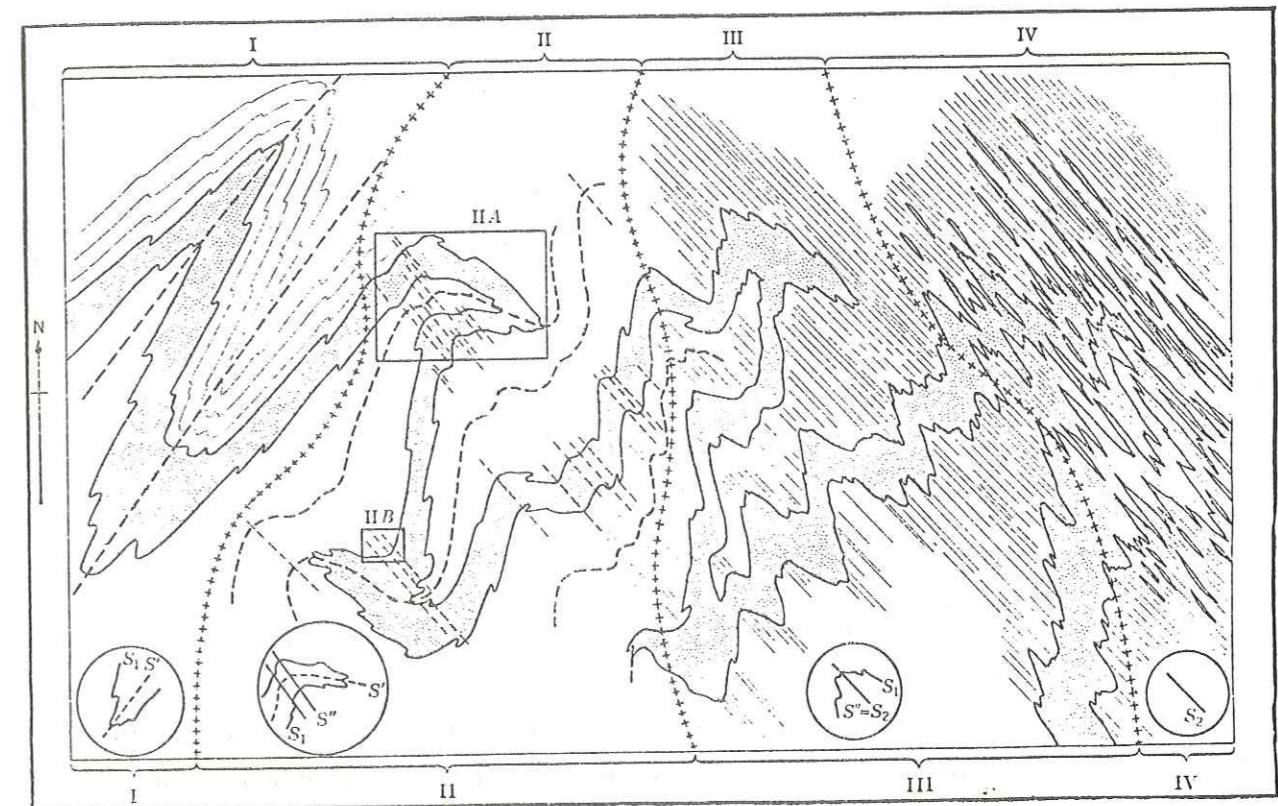 I II III IV
II A
N
II B
S₁ S'
S'
S''
S₁
S₁
S''=S₂
S₂
I II III IV